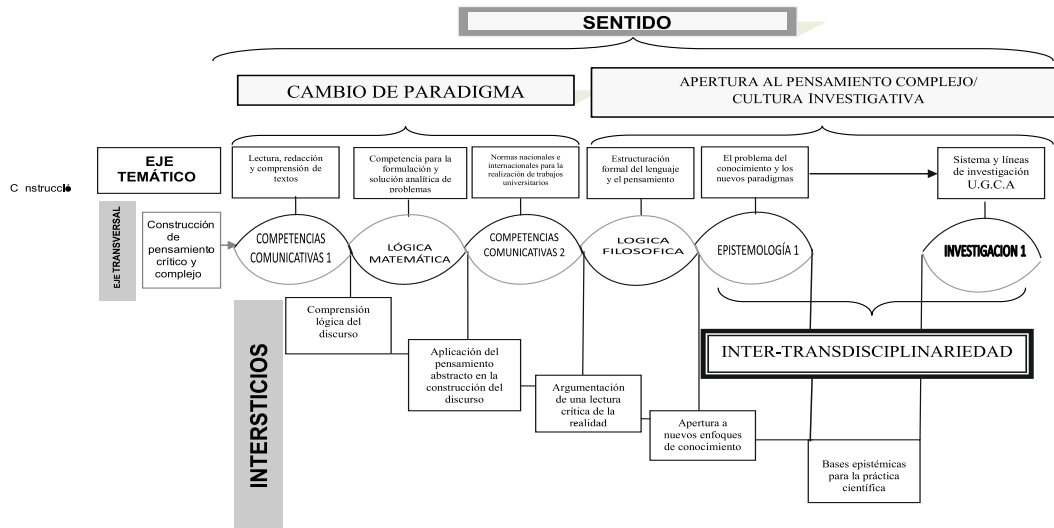 SENTIDO
CAMBIO DE PARADIGMA
APERTURA AL PENSAMIENTO COMPLEJO/
CULTURA INVESTIGATIVA
EJE
TEMÁTICO
Lectura, redacción
y comprensión de
textos
Competencia para la
formulación y
solución analítica de
problemas
Normas nacionales e
internacionales para la
realización de trabajos
universitarios
Estructuración
formal del lenguaje
y el pensamiento
El problema del
conocimiento y los
nuevos paradigmas
Sistema y líneas
de investigación
U.G.C.A
C nstrucció
EJE TRANSVERSAL
Construcción
de
pensamiento
crítico y
complejo
COMPETENCIAS
COMUNICATIVAS 1
LÓGICA
MATEMÁTICA
COMPETENCIAS
COMUNICATIVAS 2
LOGICA
FILOSOFICA
EPISTEMOLOGÍA 1
INVESTIGACION 1
INTERSTICIOS
Comprensión
lógica del
discurso
Aplicación del
pensamiento
abstracto en la
construcción del
discurso
Argumentación
de una lectura
crítica de la
realidad
Apertura a
nuevos enfoques
de conocimiento
INTER-TRANSDISCIPLINARIEDAD
Bases epistémicas
para la práctica
científica